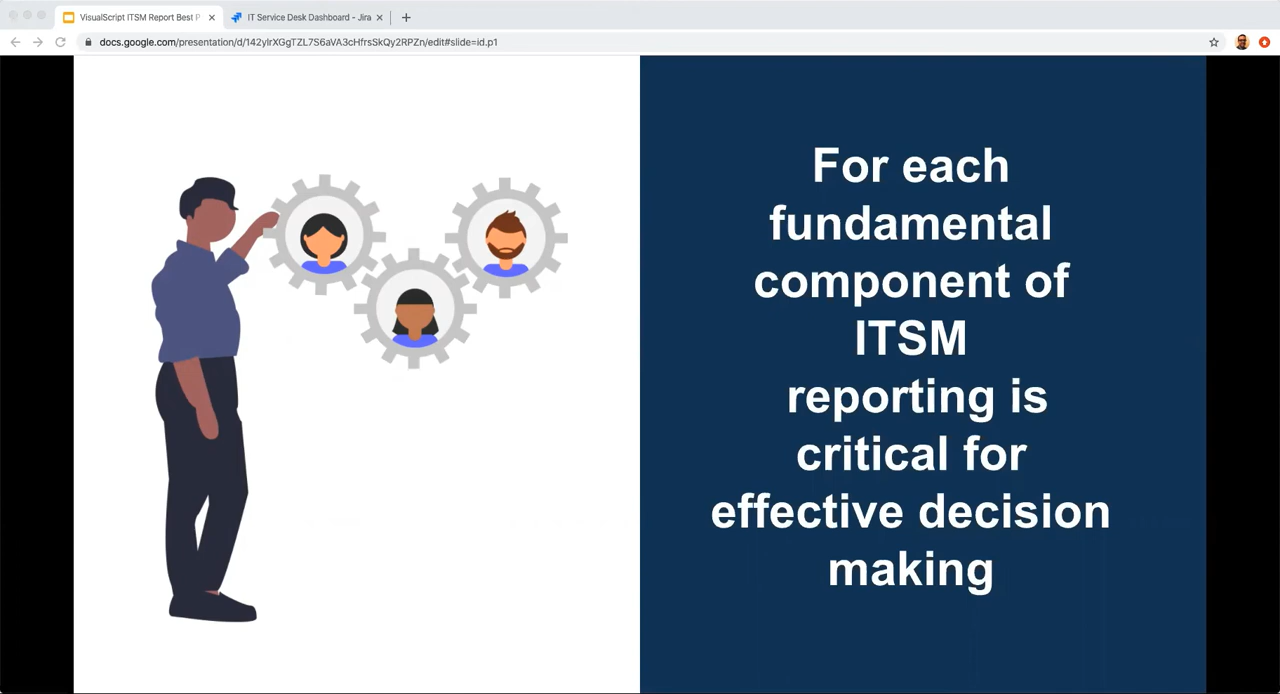 VisualScript ITSM Report Best P
IT Service Desk Dashboard - Jira
docs.google.com/presentation/d/142ylrXGgTZL7S6aVA3cHfrsSkQy2RPZn/edit#slide=id.p1
For each
fundamental
component of
ITSM
reporting is
critical for
effective decision
making